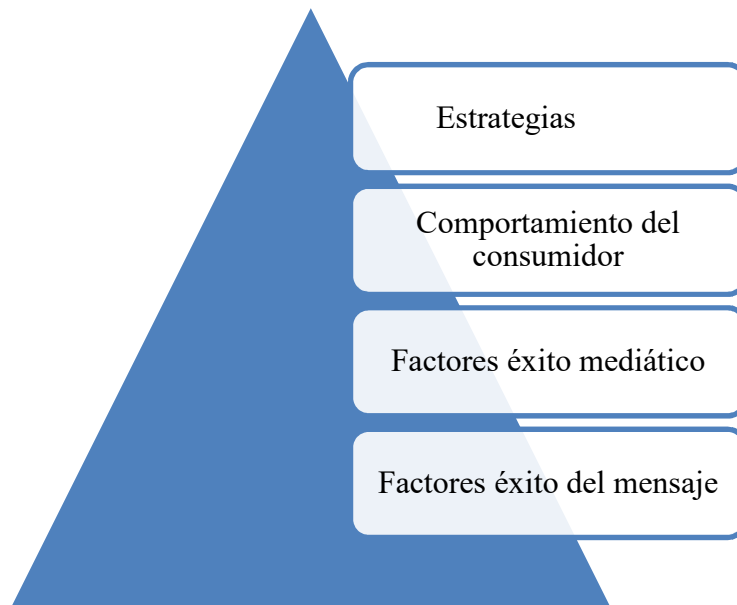 Estrategias
Comportamiento del
consumidor
Factores éxito mediático
Factores éxito del mensaje